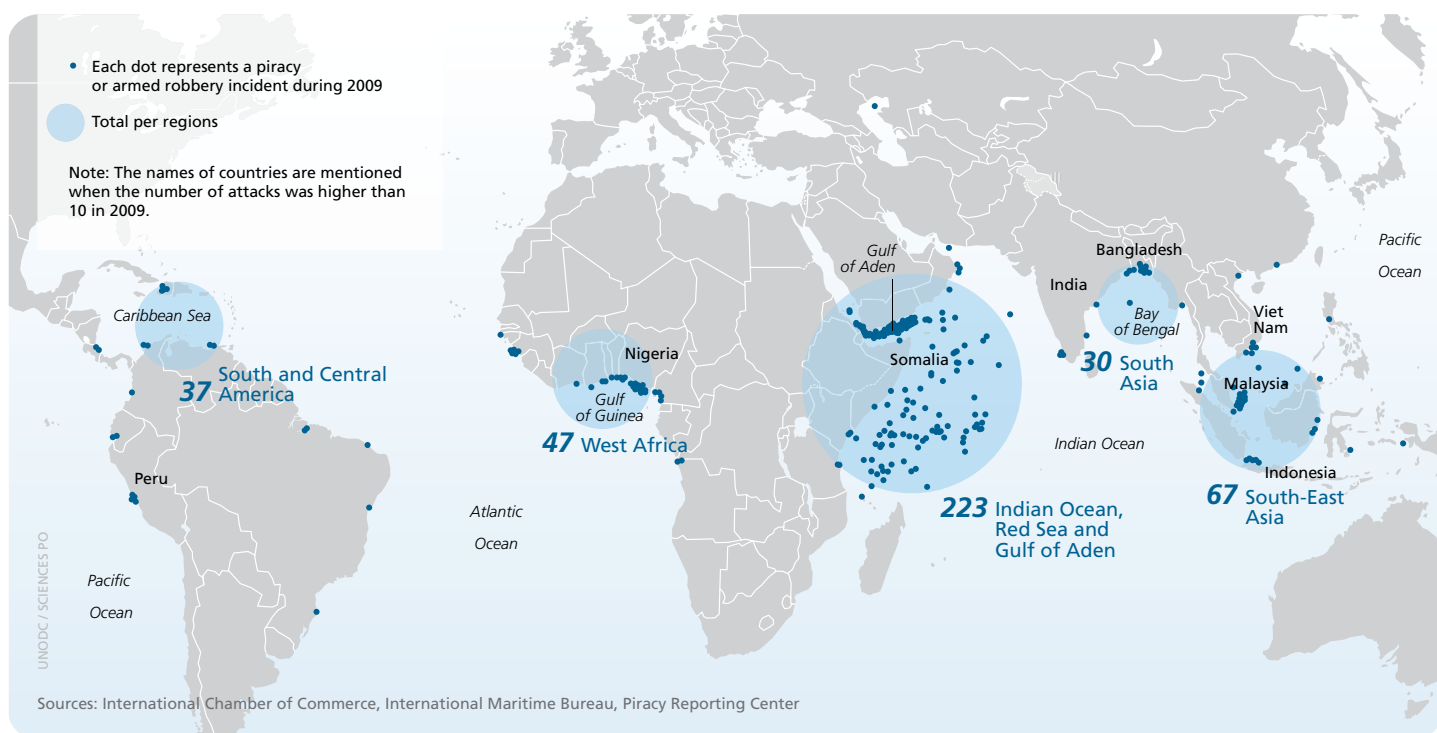 Each dot represents a piracy
or armed robbery incident during 2009
Total per regions
Note: The names of countries are mentioned
when the number of attacks was higher than
10 in 2009.
Pacific
Ocean
Gulf
of Aden
Bangladesh
India
Caribbean Sea
Bay
of Bengal
Viet
Nam
Nigeria
Somalia
30 South
Asia
37 South and Central
America
Malaysia
Gulf
of Guinea
47 West Africa
Indian Ocean
Peru
Indonesia
67 South-East
Asia
223 Indian Ocean,
Red Sea and
Gulf of Aden
Atlantic
Ocean
Pacific
Ocean
UNODC / SCIENCES PO
Sources: International Chamber of Commerce, International Maritime Bureau, Piracy Reporting Center